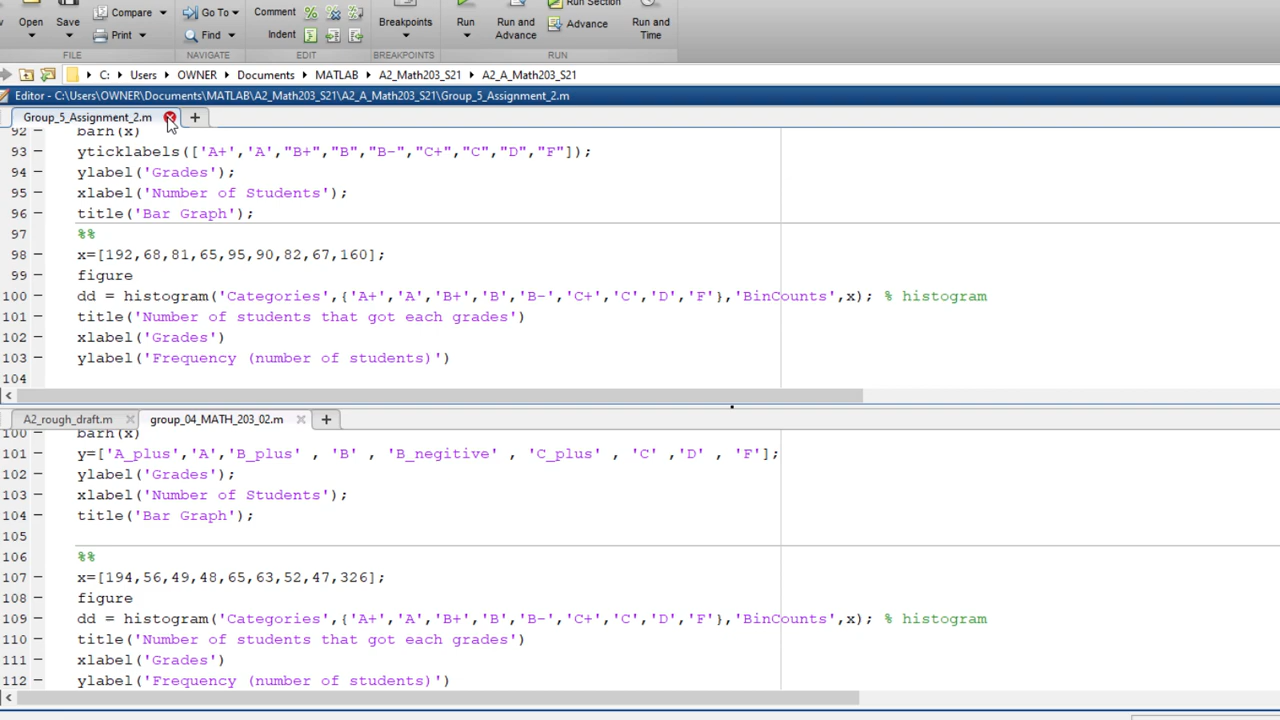 Open
Save
Compare
Print
Go To
Find
Comment
Indent
Breakpoints
Run
Run and
Advance
Run Section
Advance
Run and
Time
FILE
NAVIGATE
EDIT
BREAKPOINTS
RUN
C: Users OWNER Documents MATLAB A2_Math203_S21 A2_A_Math203_S21
Editor - C:\Users\OWNER\Documents\MATLAB\A2_Math203_S21\A2_A_Math203_S21\Group_5_Assignment_2.m
Group_5_Assignment_2.m
92 barh(x)
93 yticklabels(['A+','A',"B+","B","B-","C+","C","D","F"]);
94 ylabel('Grades');
95 xlabel('Number of Students');
96 title('Bar Graph');
97 %%
98 x=[192,68,81,65,95,90,82,67,160];
99 figure
100 dd = histogram('Categories',{'A+','A','B+','B','B-','C+','C','D','F'},'BinCounts',x); % histogram
101 title('Number of students that got each grades')
102 xlabel('Grades')
103 ylabel('Frequency (number of students)')
104
A2_rough_draft.m group_04_MATH_203_02.m
100 barh(x)
101 y=['A_plus','A','B_plus' , 'B' , 'B_negitive' , 'C_plus' , 'C' ,'D' , 'F'];
102 ylabel('Grades');
103 xlabel('Number of Students');
104 title('Bar Graph');
105
106 %%
107 x=[194,56,49,48,65,63,52,47,326];
108 figure
109 dd = histogram('Categories',{'A+','A','B+','B','B-','C+','C','D','F'},'BinCounts',x); % histogram
110 title('Number of students that got each grades')
111 xlabel('Grades')
112 ylabel('Frequency (number of students)')